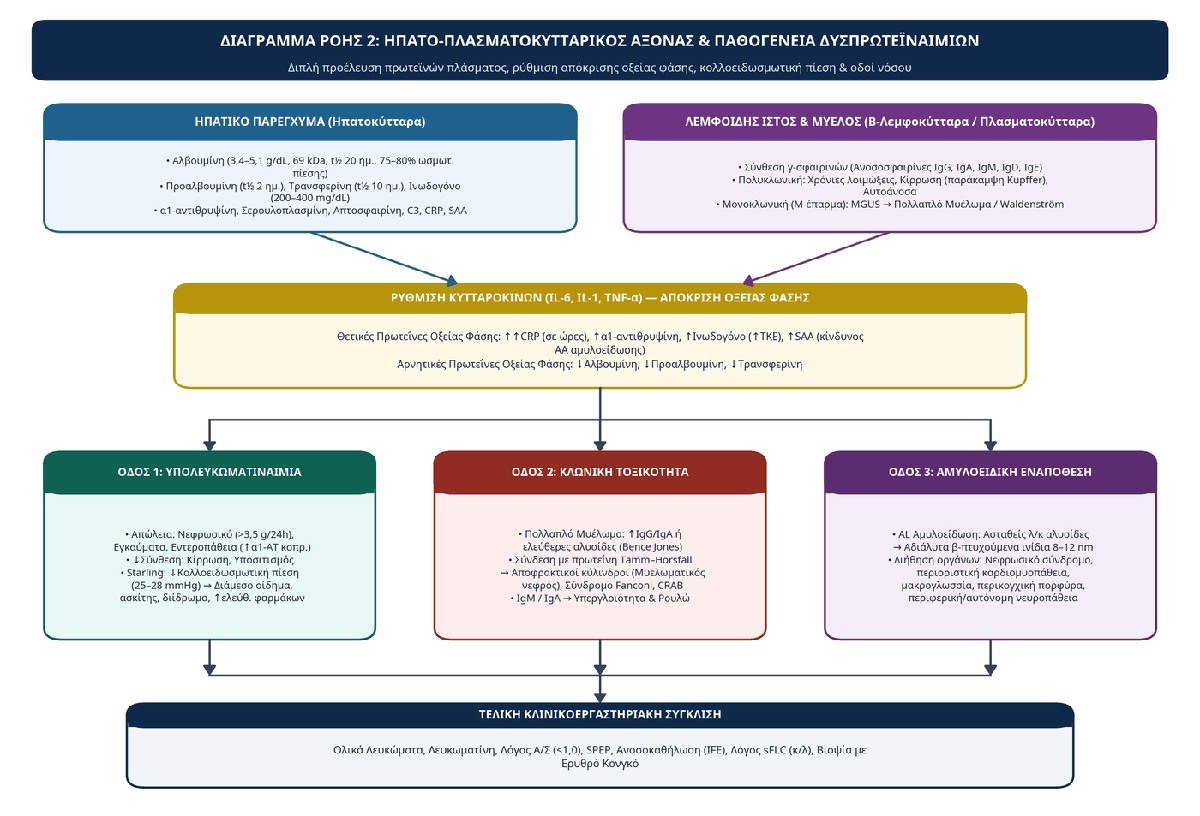 ΔΙΑΓΡΑΜΜΑ ΡΟΗΣ 2: ΗΠΑΤΟ-ΠΛΑΣΜΑΤΟΚΥΤΤΑΡΙΚΟΣ ΑΞΟΝΑΣ & ΠΑΘΟΓΕΝΕΙΑ ΔΥΣΠΡΩΤΕΪΝΑΙΜΙΩΝ
Διπλή προέλευση πρωτεϊνών πλάσματος, ρύθμιση απόκρισης οξείας φάσης, κολλοειδωσμωτική πίεση & οδοί νόσου
ΗΠΑΤΙΚΟ ΠΑΡΕΓΧΥΜΑ (Ηπατοκύτταρα)
• Αλβουμίνη (3,4–5,1 g/dL, 69 kDa, t½ 20 ημ., 75–80% ωσμωτ.
πίεσης)
• Προαλβουμίνη (t½ 2 ημ.), Τρανσφερίνη (t½ 10 ημ.), Ινωδογόνο
(200–400 mg/dL)
• α1-αντιθρυψίνη, Σερουλοπλασμίνη, Απτοσφαιρίνη, C3, CRP, SAA
ΛΕΜΦΟΙΔΗΣ ΙΣΤΟΣ & ΜΥΕΛΟΣ (Β-Λεμφοκύτταρα / Πλασματοκύτταρα)
• Σύνθεση γ-σφαιρινών (Ανοσοσφαιρίνες IgG, IgA, IgM, IgD, IgE)
• Πολυκλωνική: Χρόνιες λοιμώξεις, Κίρρωση (παράκαμψη Kupffer),
Αυτοάνοσα
• Μονοκλωνική (Μ-έπαρμα): MGUS → Πολλαπλό Μυέλωμα / Waldenström
ΡΥΘΜΙΣΗ ΚΥΤΤΑΡΟΚΙΝΩΝ (IL-6, IL-1, TNF-α) — ΑΠΟΚΡΙΣΗ ΟΞΕΙΑΣ ΦΑΣΗΣ
Θετικές Πρωτεΐνες Οξείας Φάσης: ↑↑CRP (σε ώρες), ↑α1-αντιθρυψίνη, ↑Ινωδογόνο (↑ΤΚΕ), ↑SAA (κίνδυνος
ΑΑ αμυλοείδωσης)
Αρνητικές Πρωτεΐνες Οξείας Φάσης: ↓Αλβουμίνη, ↓Προαλβουμίνη, ↓Τρανσφερίνη
ΟΔΟΣ 1: ΥΠΟΛΕΥΚΩΜΑΤΙΝΑΙΜΙΑ
• Απώλεια: Νεφρωσικό (>3,5 g/24h),
Εγκαύματα, Εντεροπάθεια (↑α1-AT κοπρ.)
• ↓Σύνθεση: Κίρρωση, Υποσιτισμός
• Starling: ↓Κολλοειδωσμωτική πίεση
(25–28 mmHg) → Διάμεσο οίδημα,
ασκίτης, διίδρωμα, ↑ελεύθ. φαρμάκων
ΟΔΟΣ 2: ΚΛΩΝΙΚΗ ΤΟΞΙΚΟΤΗΤΑ
• Πολλαπλό Μυέλωμα: ↑IgG/IgA ή
ελεύθερες αλυσίδες (Bence Jones)
• Σύνδεση με πρωτεΐνη Tamm–Horsfall
→ Αποφρακτικοί κύλινδροι (Μυελωματικός
νεφρός), Σύνδρομο Fanconi, CRAB
• IgM / IgA → Υπεργλοιότητα & Ρουλώ
ΟΔΟΣ 3: ΑΜΥΛΟΕΙΔΙΚΗ ΕΝΑΠΟΘΕΣΗ
• AL Αμυλοείδωση: Ασταθείς λ/κ αλυσίδες
→ Αδιάλυτα β-πτυχούμενα ινίδια 8–12 nm
• Διήθηση οργάνων: Νεφρωσικό σύνδρομο,
περιοριστική καρδιομυοπάθεια,
μακρογλωσσία, περικογχική πορφύρα,
περιφερική/αυτόνομη νευροπάθεια
ΤΕΛΙΚΗ ΚΛΙΝΙΚΟΕΡΓΑΣΤΗΡΙΑΚΗ ΣΥΓΚΛΙΣΗ
Ολικά Λευκώματα, Λευκωματίνη, Λόγος Α/Σ (<1,0), SPEP, Ανοσοκαθήλωση (IFE), Λόγος sFLC (κ/λ), Βιοψία με
Ερυθρό Κονγκό